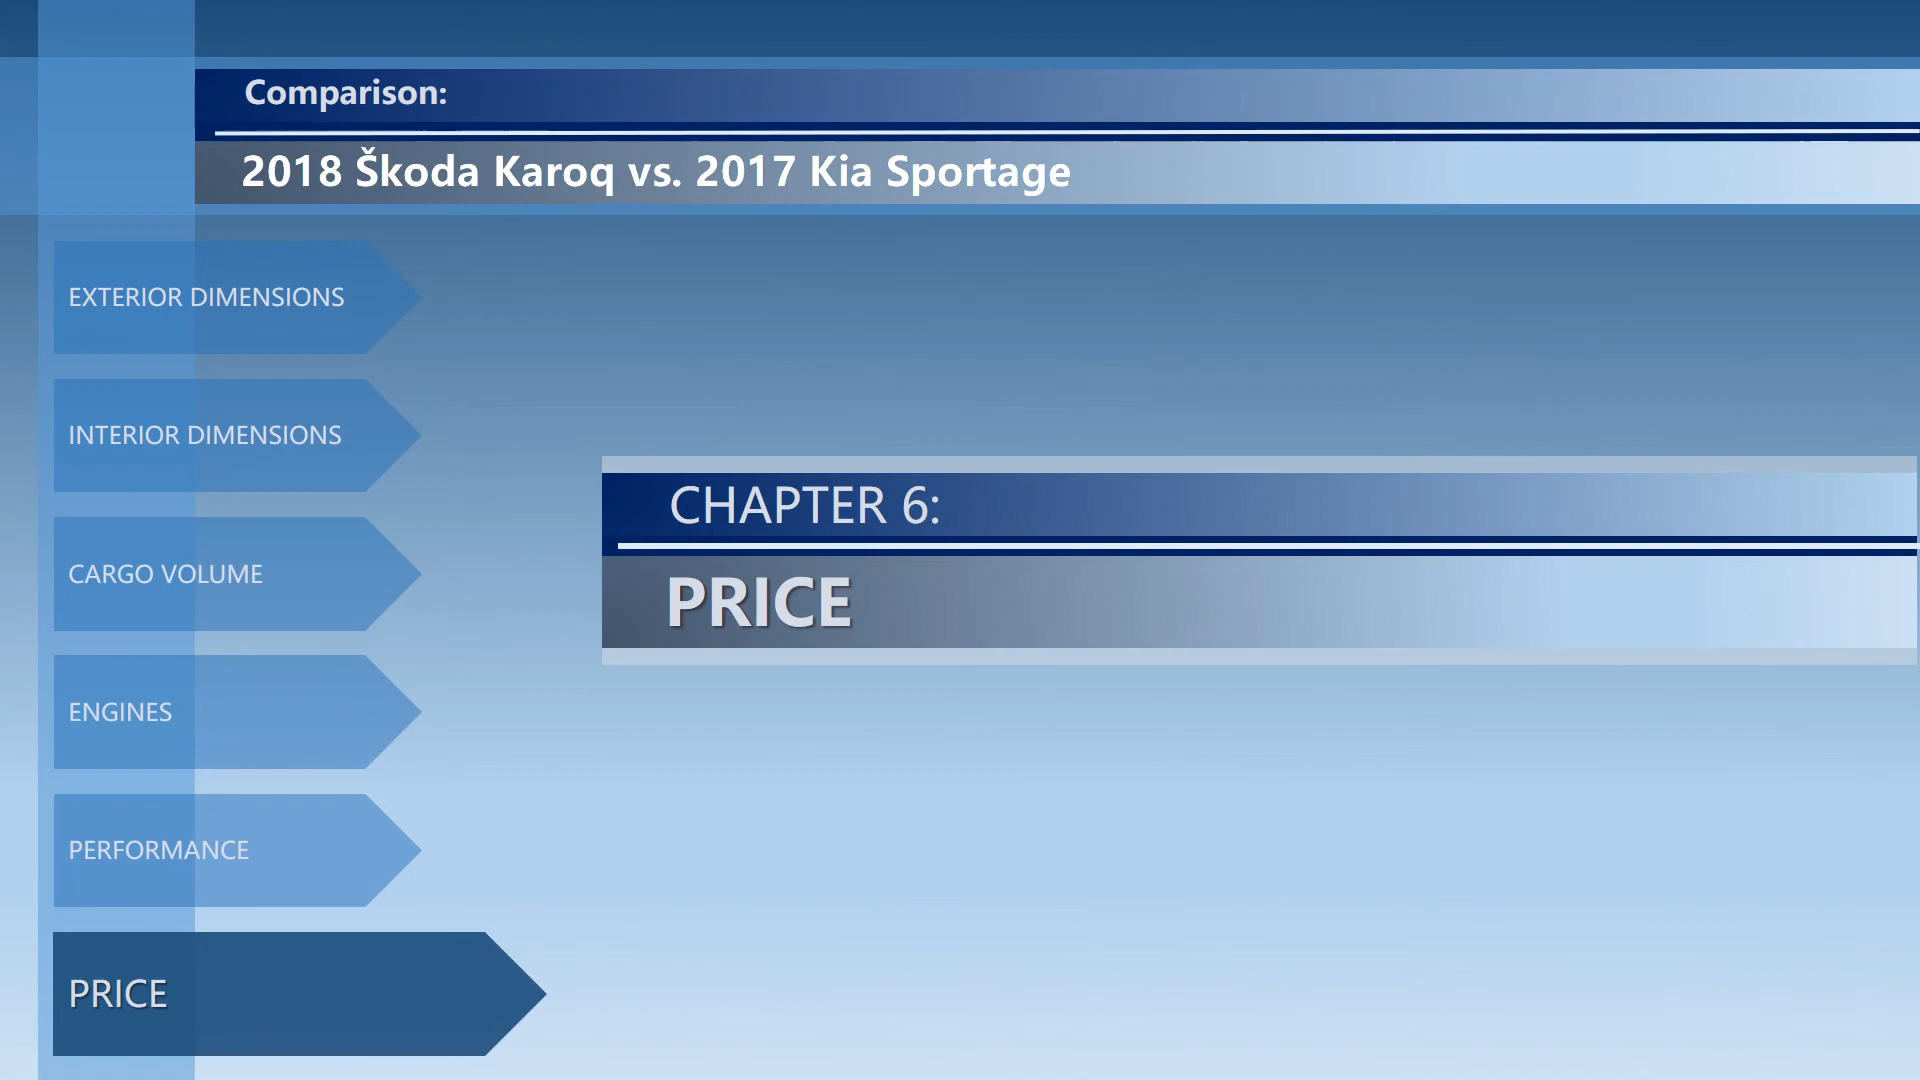 Comparison:
2018 Škoda Karoq vs. 2017 Kia Sportage
EXTERIOR DIMENSIONS
INTERIOR DIMENSIONS
CARGO VOLUME
ENGINES
PERFORMANCE
PRICE
CHAPTER 6:
PRICE